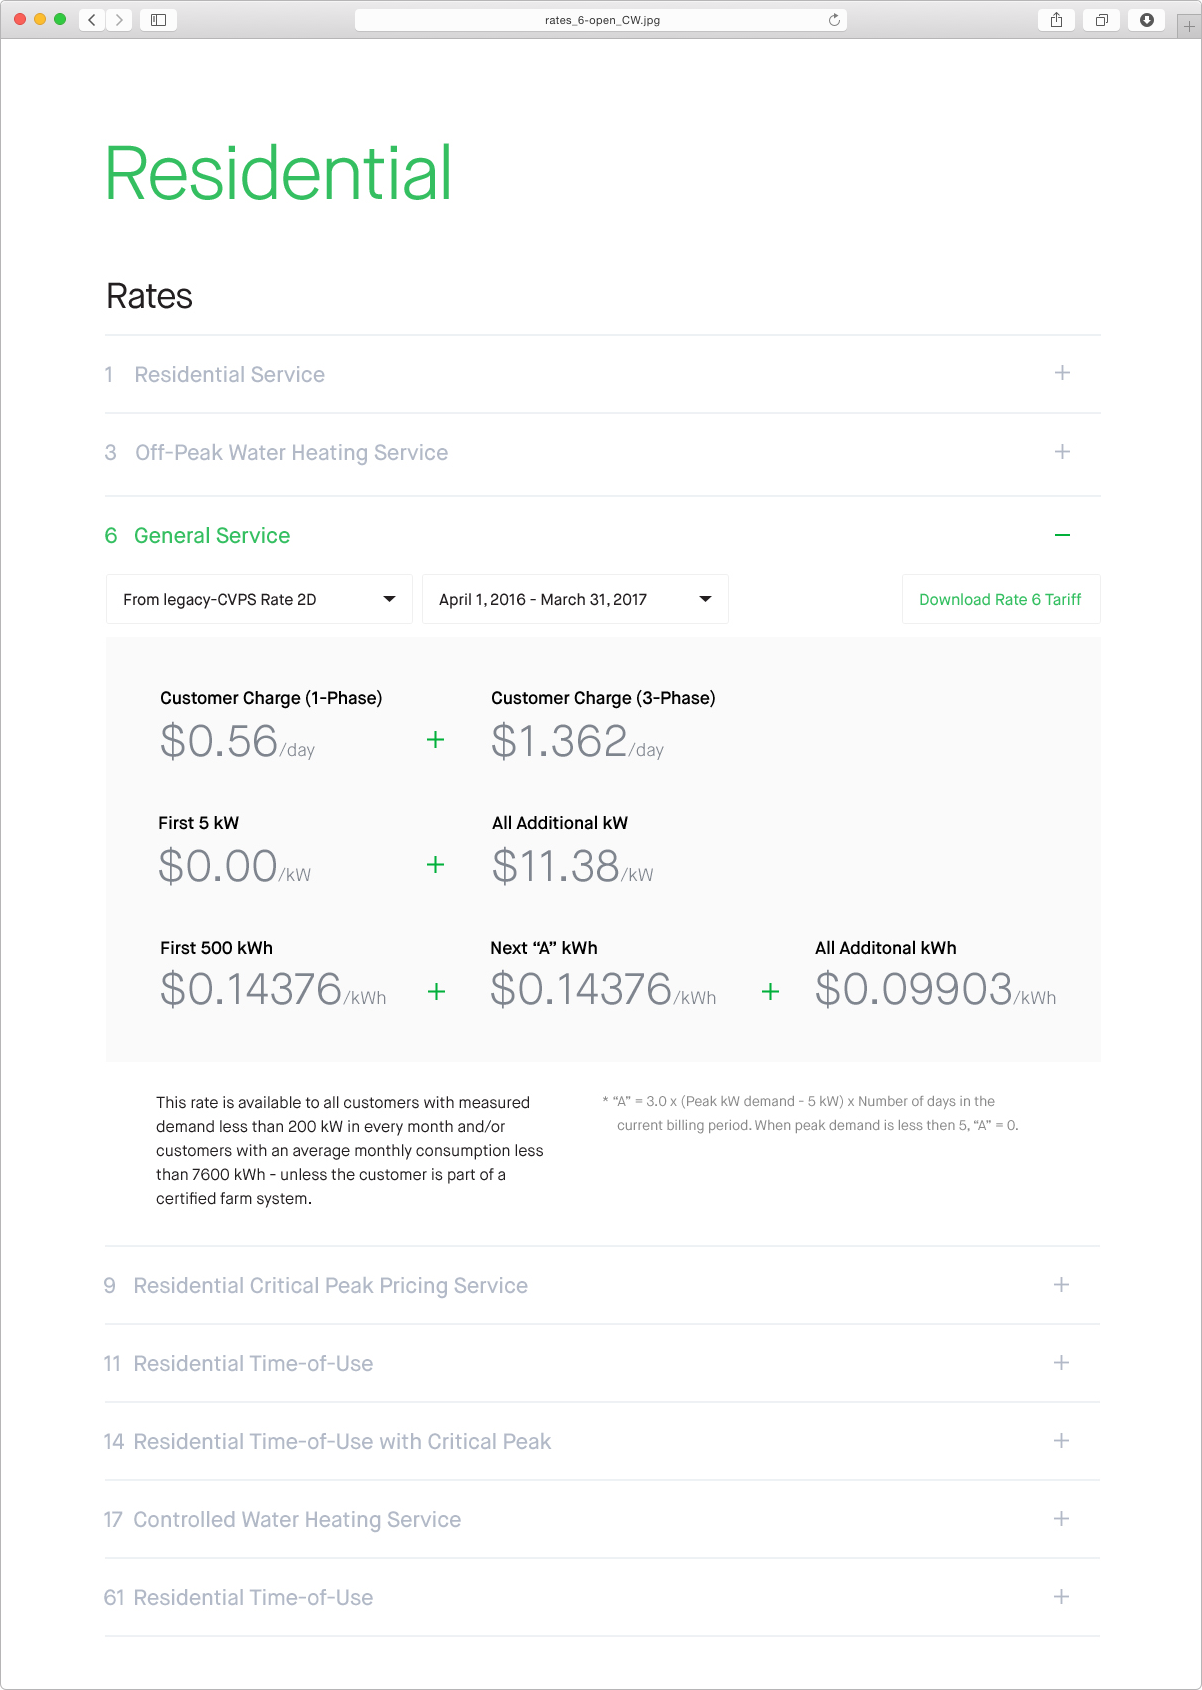 rates_6-open_CW.jpg
Residential
Rates
1 Residential Service +
3 Off-Peak Water Heating Service +
6 General Service −
From legacy-CVPS Rate 2D
April 1, 2016 - March 31, 2017
Download Rate 6 Tariff
Customer Charge (1-Phase) Customer Charge (3-Phase)
$0.56/day + $1.362/day
First 5 kW All Additional kW
$0.00/kW + $11.38/kW
First 500 kWh Next “A” kWh All Additonal kWh
$0.14376/kWh + $0.14376/kWh + $0.09903/kWh
This rate is available to all customers with measured
demand less than 200 kW in every month and/or
customers with an average monthly consumption less
than 7600 kWh - unless the customer is part of a
certified farm system.
* “A” = 3.0 x (Peak kW demand - 5 kW) x Number of days in the
current billing period. When peak demand is less then 5, “A” = 0.
9 Residential Critical Peak Pricing Service +
11 Residential Time-of-Use +
14 Residential Time-of-Use with Critical Peak +
17 Controlled Water Heating Service +
61 Residential Time-of-Use +